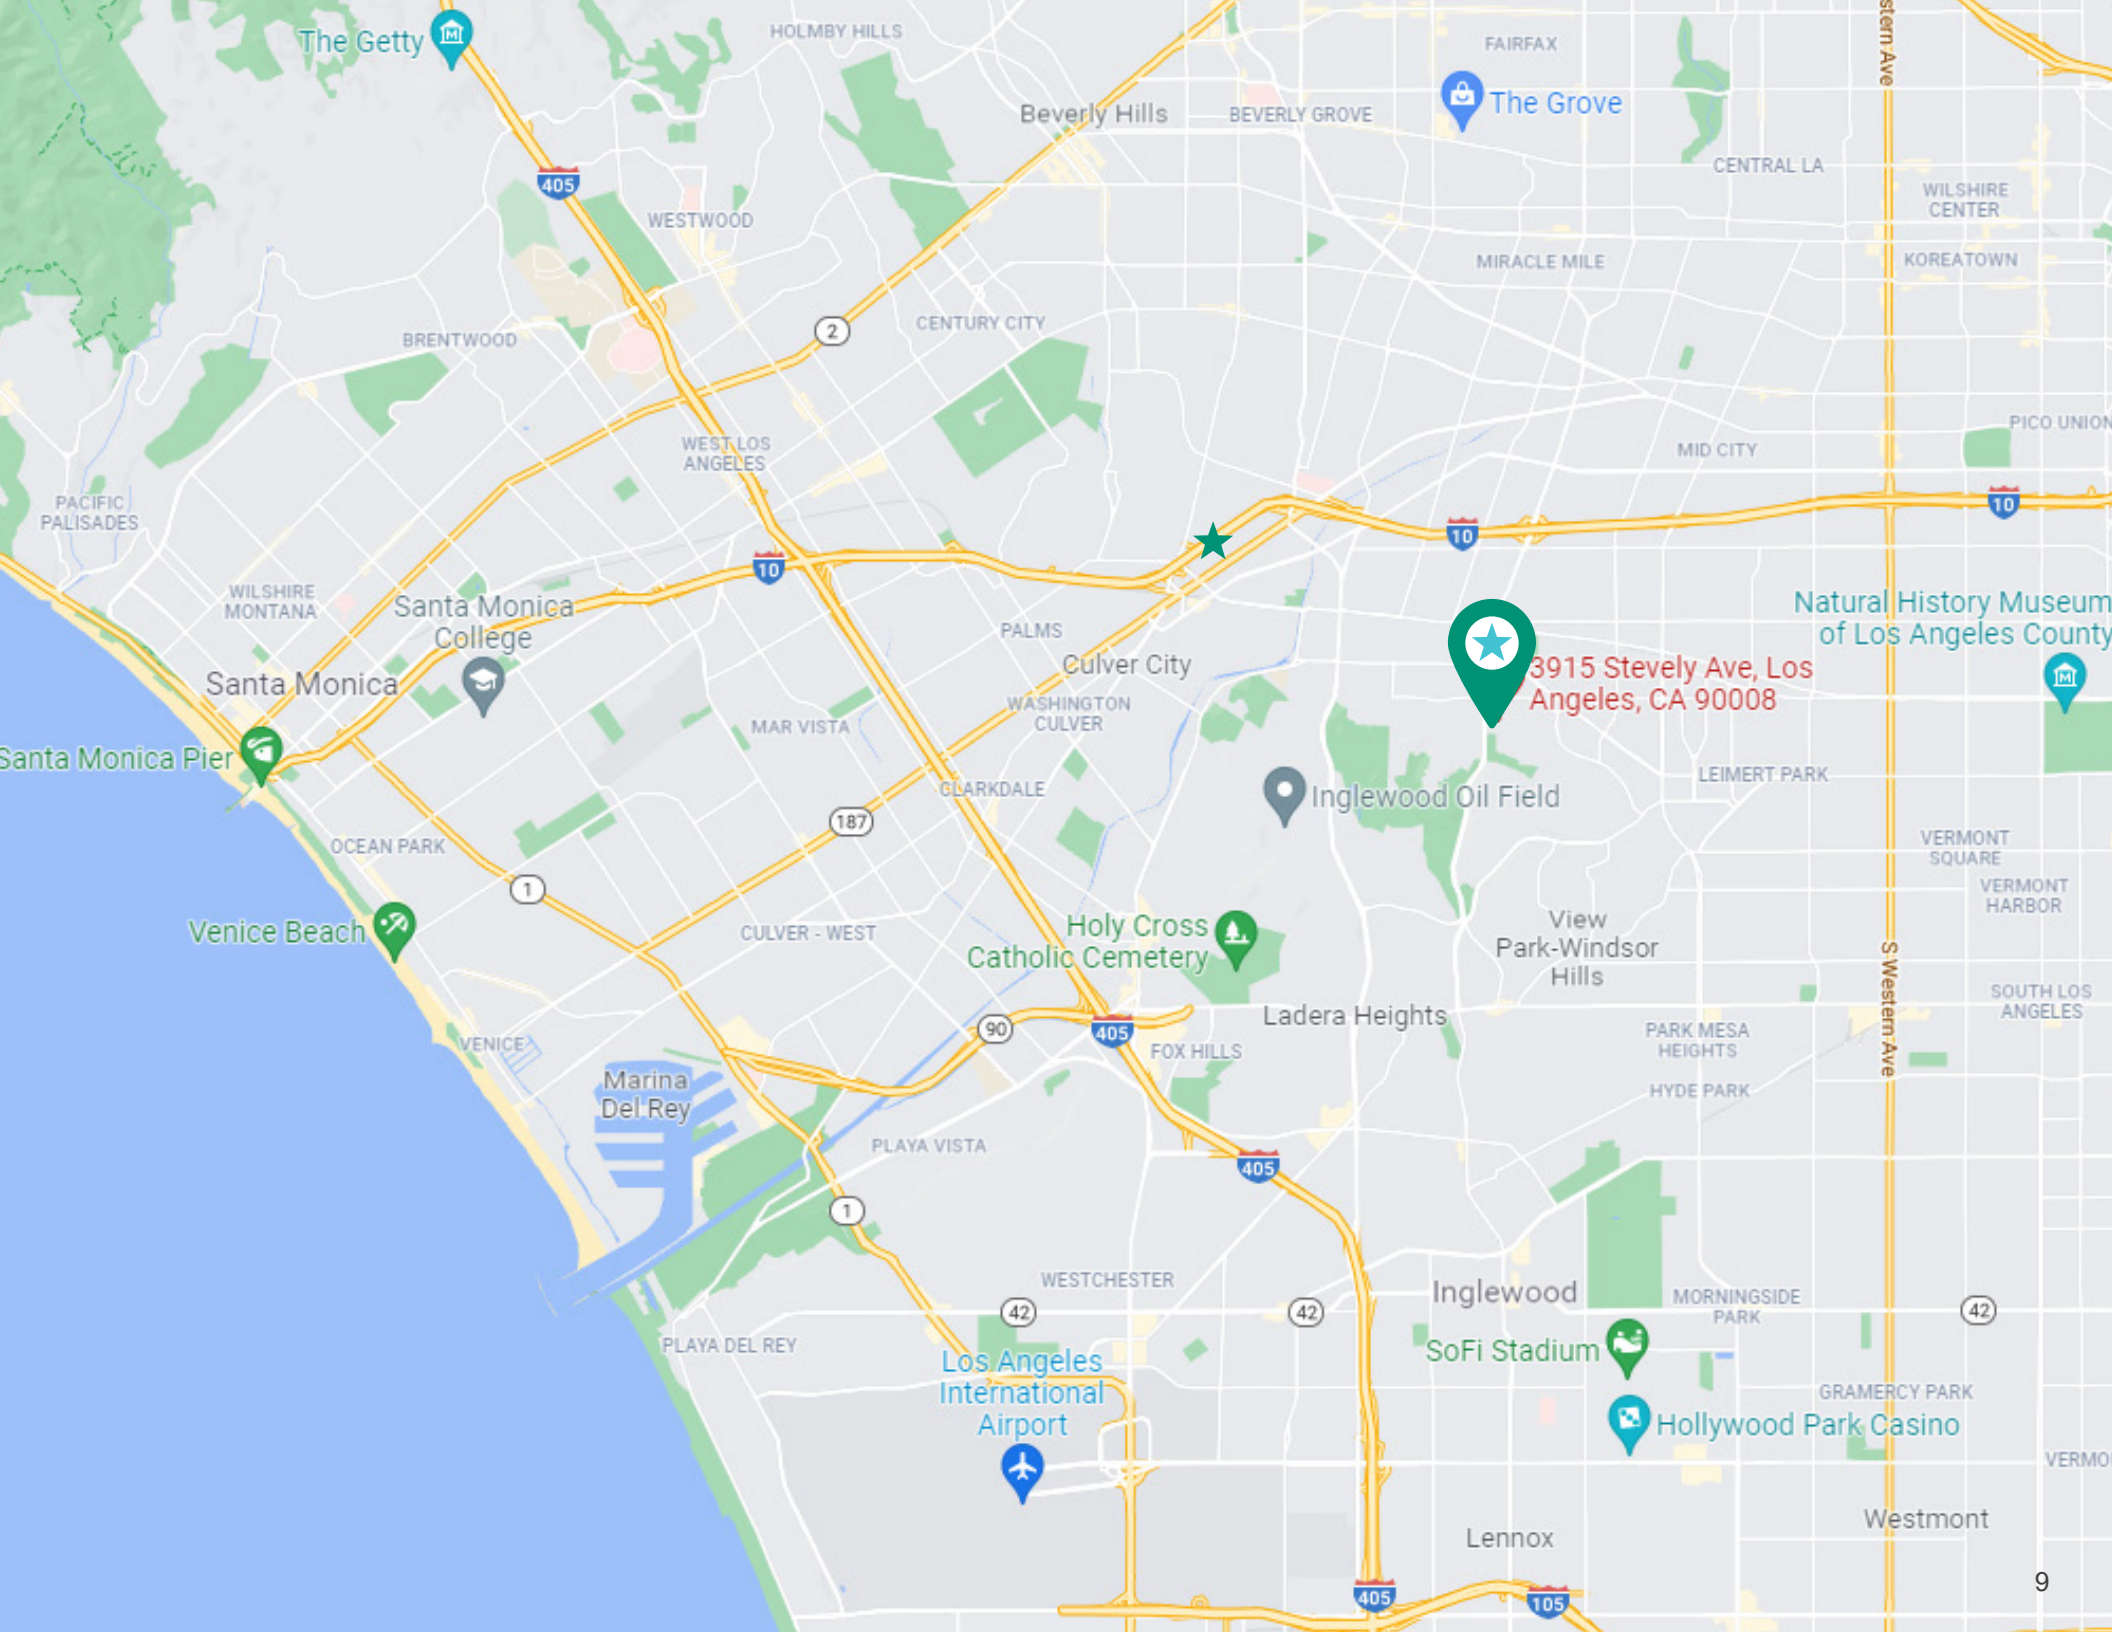 The Getty
HOLMBY HILLS
FAIRFAX
stern Ave
The Grove
Beverly Hills
BEVERLY GROVE
CENTRAL LA
405
WESTWOOD
WILSHIRE
CENTER
KOREATOWN
MIRACLE MILE
2
CENTURY CITY
BRENTWOOD
PICO UNION
WEST LOS
ANGELES
MID CITY
PACIFIC
PALISADES
10
10
10
WILSHIRE
MONTANA
Santa Monica
College
Natural History Museum
of Los Angeles County
PALMS
Culver City
3915 Stevely Ave, Los
Angeles, CA 90008
Santa Monica
WASHINGTON
CULVER
MAR VISTA
Santa Monica Pier
LEIMERT PARK
CLARKDALE
Inglewood Oil Field
187
OCEAN PARK
VERMONT
SQUARE
1
VERMONT
HARBOR
Venice Beach
CULVER - WEST
Holy Cross
Catholic Cemetery
View
Park-Windsor
Hills
S Western Ave
SOUTH LOS
ANGELES
Ladera Heights
90
405
PARK MESA
HEIGHTS
VENICE
FOX HILLS
Marina
Del Rey
HYDE PARK
PLAYA VISTA
405
1
WESTCHESTER
Inglewood
MORNINGSIDE
PARK
42
42
42
PLAYA DEL REY
SoFi Stadium
Los Angeles
International
Airport
GRAMERCY PARK
Hollywood Park Casino
VERMO
Westmont
Lennox
9
405
105